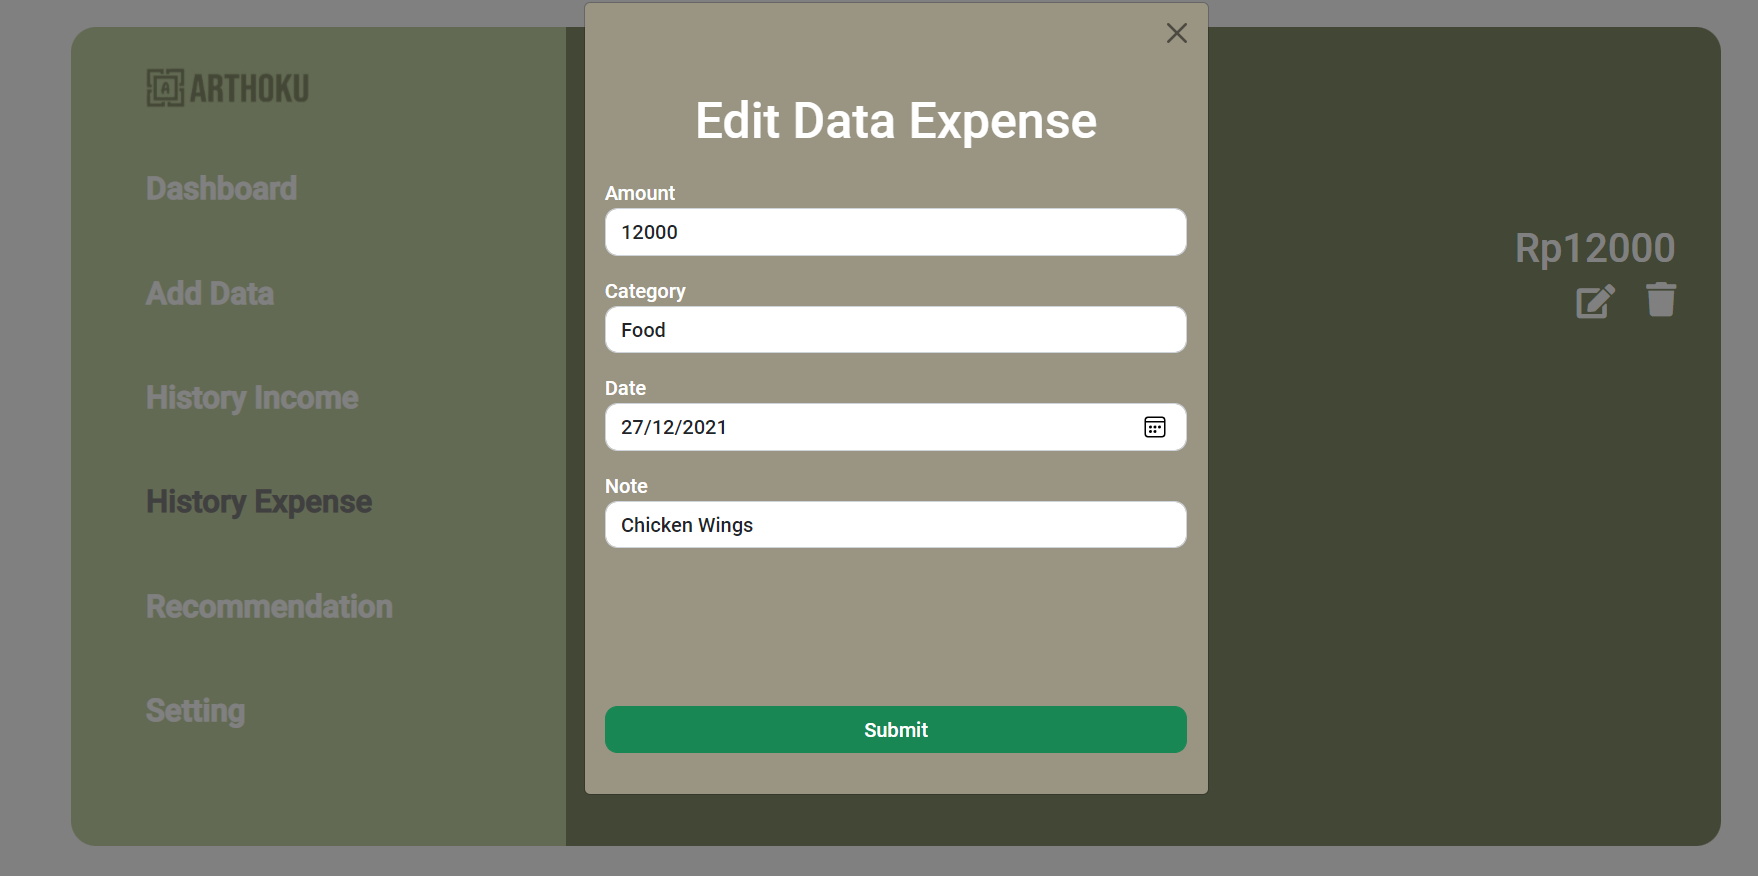 ARTHOKU
Dashboard
Add Data
History Income
History Expense
Recommendation
Setting
Edit Data Expense
Amount
12000
Category
Food
Date
27/12/2021
Note
Chicken Wings
Submit
Rp12000